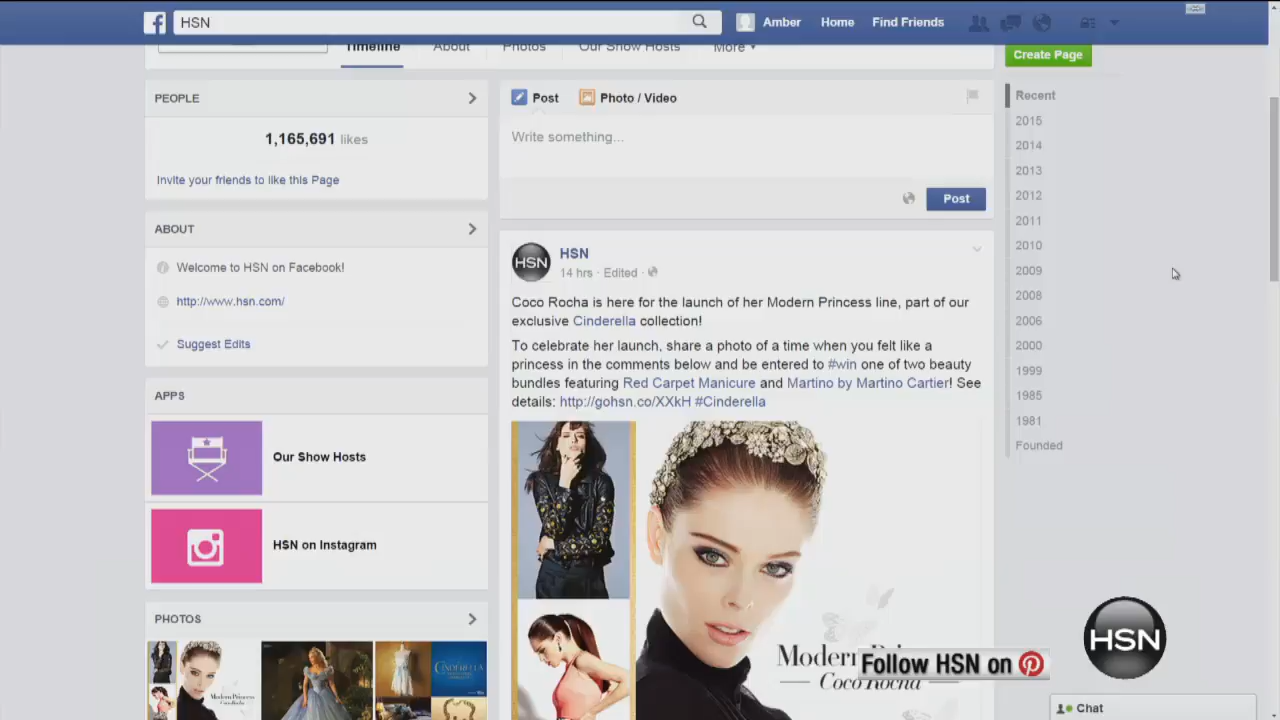 HSN
Amber
Home
Find Friends
Timeline
About
Photos
Our Show Hosts
More
Create Page
PEOPLE
1,165,691 likes
Invite your friends to like this Page
ABOUT
Welcome to HSN on Facebook!
http://www.hsn.com/
Suggest Edits
APPS
Our Show Hosts
HSN on Instagram
PHOTOS
Post
Photo / Video
Write something...
Post
HSN
HSN
14 hrs · Edited ·
Coco Rocha is here for the launch of her Modern Princess line, part of our
exclusive Cinderella collection!
To celebrate her launch, share a photo of a time when you felt like a
princess in the comments below and be entered to #win one of two beauty
bundles featuring Red Carpet Manicure and Martino by Martino Cartier! See
details: http://gohsn.co/XXkH #Cinderella
Coco Rocha
Recent
2015
2014
2013
2012
2011
2010
2009
2008
2006
2000
1999
1985
1981
Founded
Follow HSN on
HSN
Chat